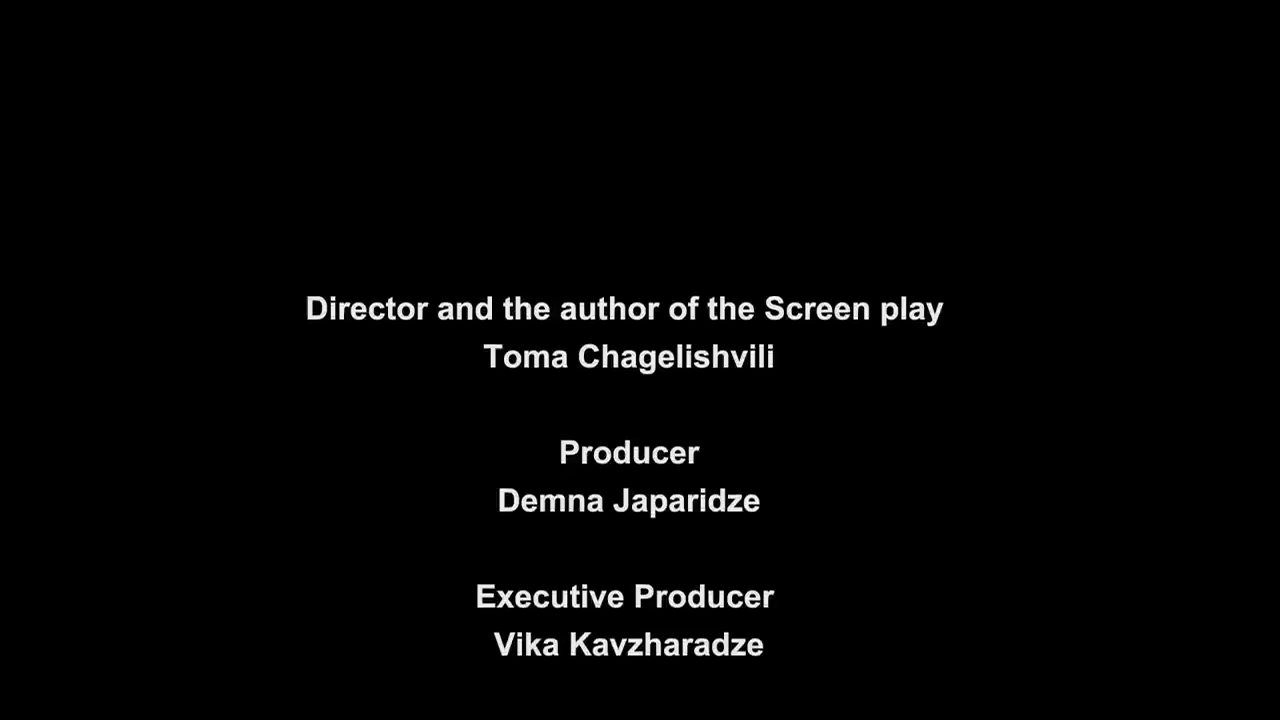 Director and the author of the Screen play
Toma Chagelishvili
Producer
Demna Japaridze
Executive Producer
Vika Kavzharadze